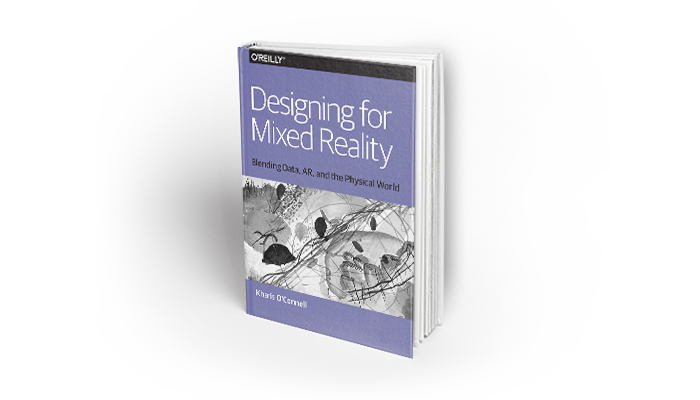 O'REILLY®
Designing for
Mixed Reality
Blending Data, AR, and the Physical World
Kharis O'Connell